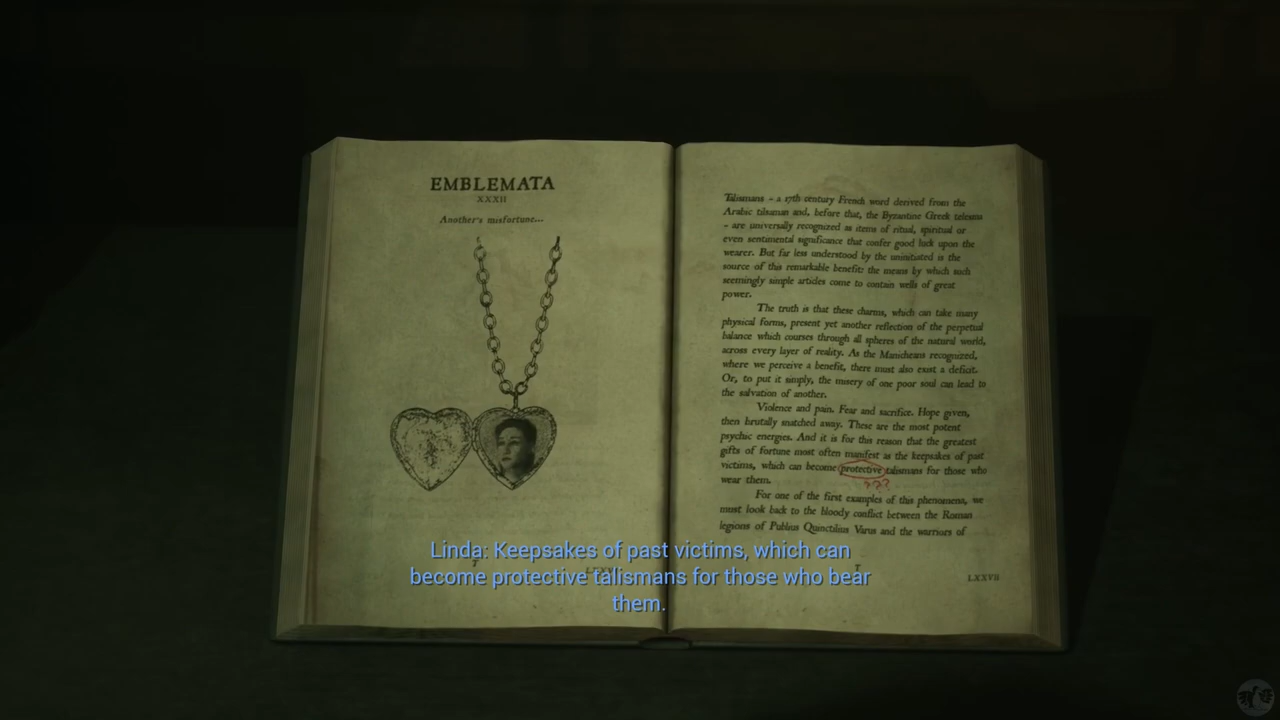 EMBLEMATA
XXXII
Another's misfortune...
Talismans - a 17th century French word derived from the
Arabic tilsaman and, before that, the Byzantine Greek telesma
- are universally recognized as items of ritual, spiritual or
even sentimental significance that confer good luck upon the
wearer. But far less understood by the uninitiated is the
source of this remarkable benefit: the means by which such
seemingly simple articles come to contain wells of great
power.
The truth is that these charms, which can take many
physical forms, present yet another reflection of the perpetual
balance which courses through all spheres of the natural world,
across every layer of reality. As the Manicheans recognized,
where we perceive a benefit, there must also exist a deficit.
Or, to put it simply, the misery of one poor soul can lead to
the salvation of another.
Violence and pain. Fear and sacrifice. Hope given,
then brutally snatched away. These are the most potent
psychic energies. And it is for this reason that the greatest
gifts of fortune most often manifest as the keepsakes of past
victims, which can become protective talismans for those who
wear them.
???
For one of the first examples of this phenomena, we
must look back to the bloody conflict between the Roman
legions of Publius Quinctilius Varus and the warriors of
T
LXXVII
Linda: Keepsakes of past victims, which can
become protective talismans for those who bear
them.